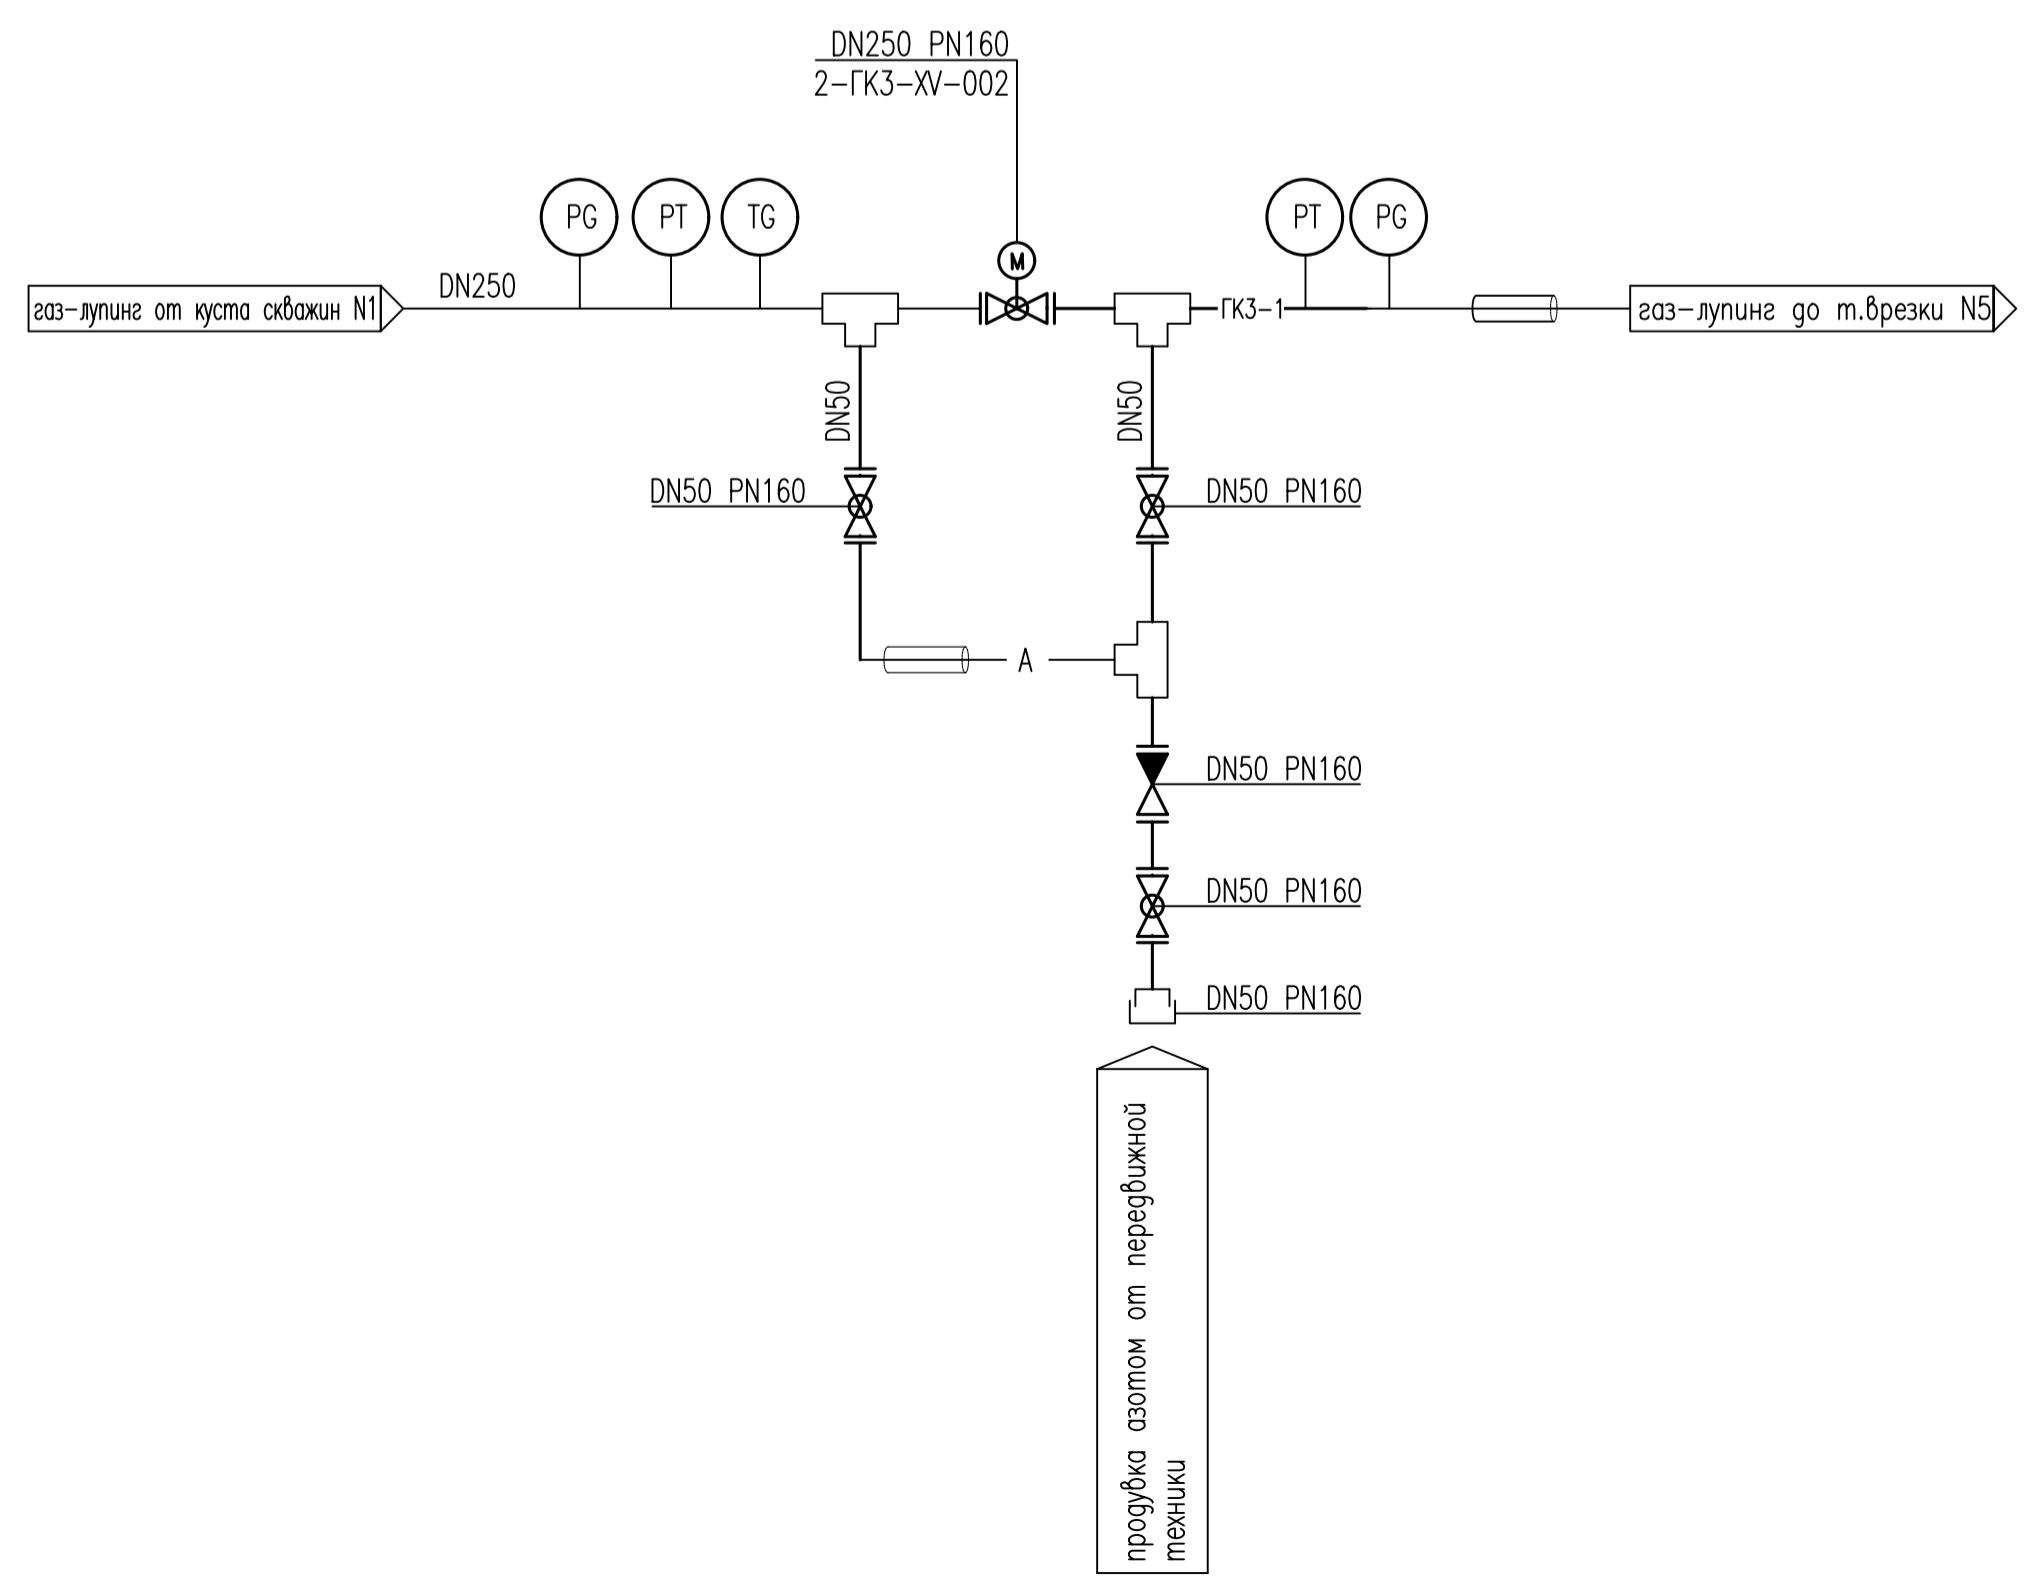 DN250 PN160
2-ГК3-XV-002
PG
PT
TG
M
PT
PG
газ-лупинг от куста скважин N1
DN250
ГК3-1
газ-лупинг до т.врезки N5
DN50
DN50
DN50 PN160
DN50 PN160
A
DN50 PN160
DN50 PN160
DN50 PN160
продувка азотом от передвижной
техники